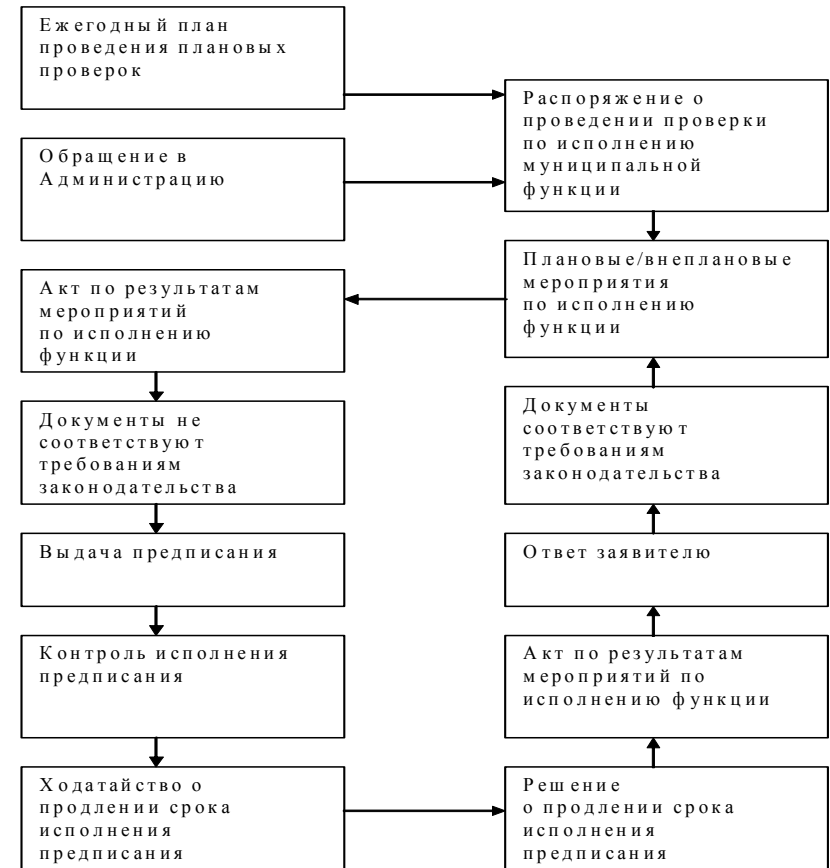 Ежегодный план
проведения плановых
проверок
Распоряжение о
проведении проверки
по исполнению
муниципальной
функции
Обращение в
Администрацию
Плановые/внеплановые
мероприятия
по исполнению
функции
Акт по результатам
мероприятий
по исполнению
функции
Документы не
соответствуют
требованиям
законодательства
Документы
соответствуют
требованиям
законодательства
Выдача предписания
Ответ заявителю
Контроль исполнения
предписания
Акт по результатам
мероприятий по
исполнению функции
Ходатайство о
продлении срока
исполнения
предписания
Решение
о продлении срока
исполнения
предписания